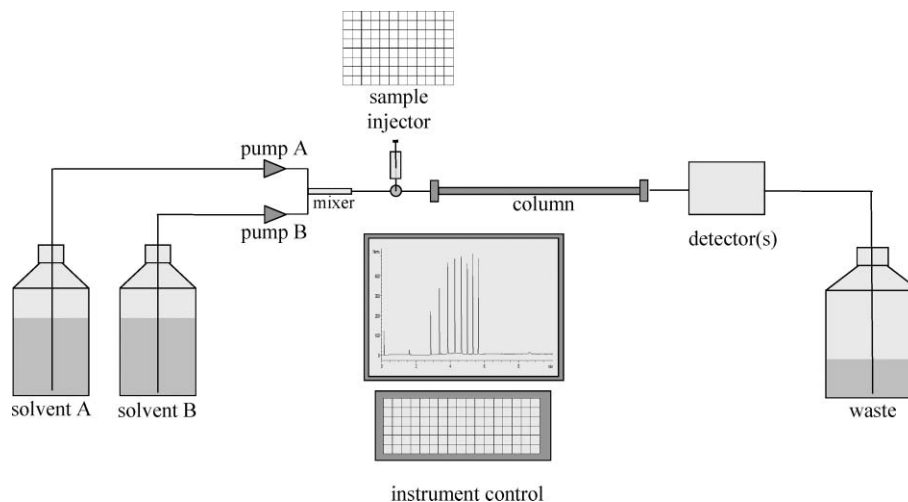 sample
injector
pump A
mixer
column
pump B
detector(s)
solvent A
solvent B
waste
instrument control